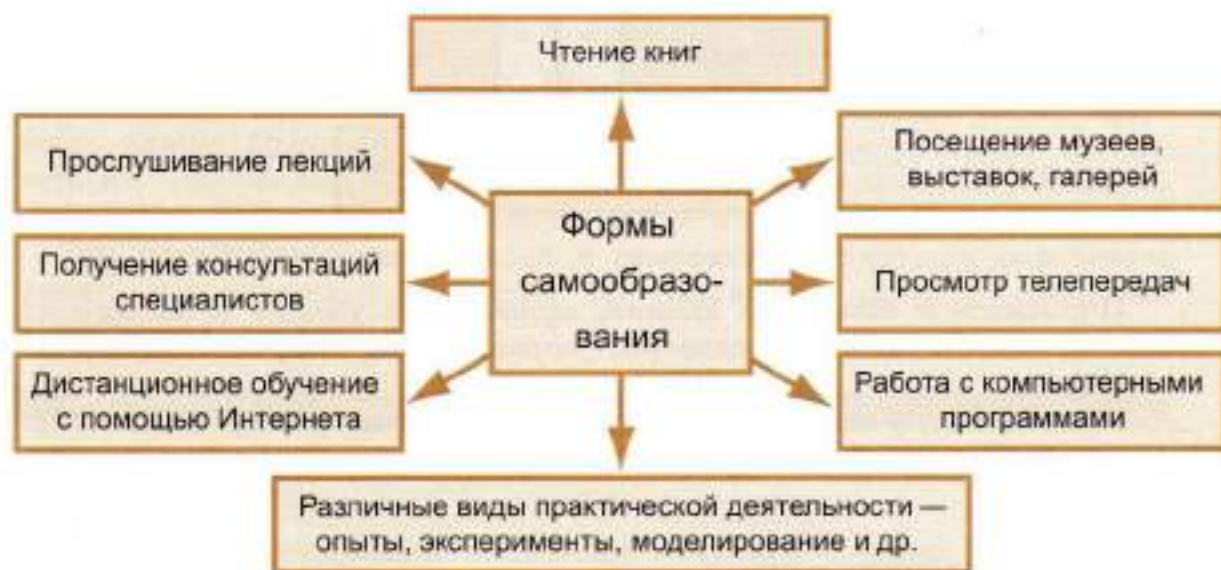 Чтение книг
Прослушивание лекций
Посещение музеев,
выставок, галерей
Формы
самообразо-
вания
Получение консультаций
специалистов
Просмотр телепередач
Дистанционное обучение
с помощью Интернета
Работа с компьютерными
программами
Различные виды практической деятельности —
опыты, эксперименты, моделирование и др.